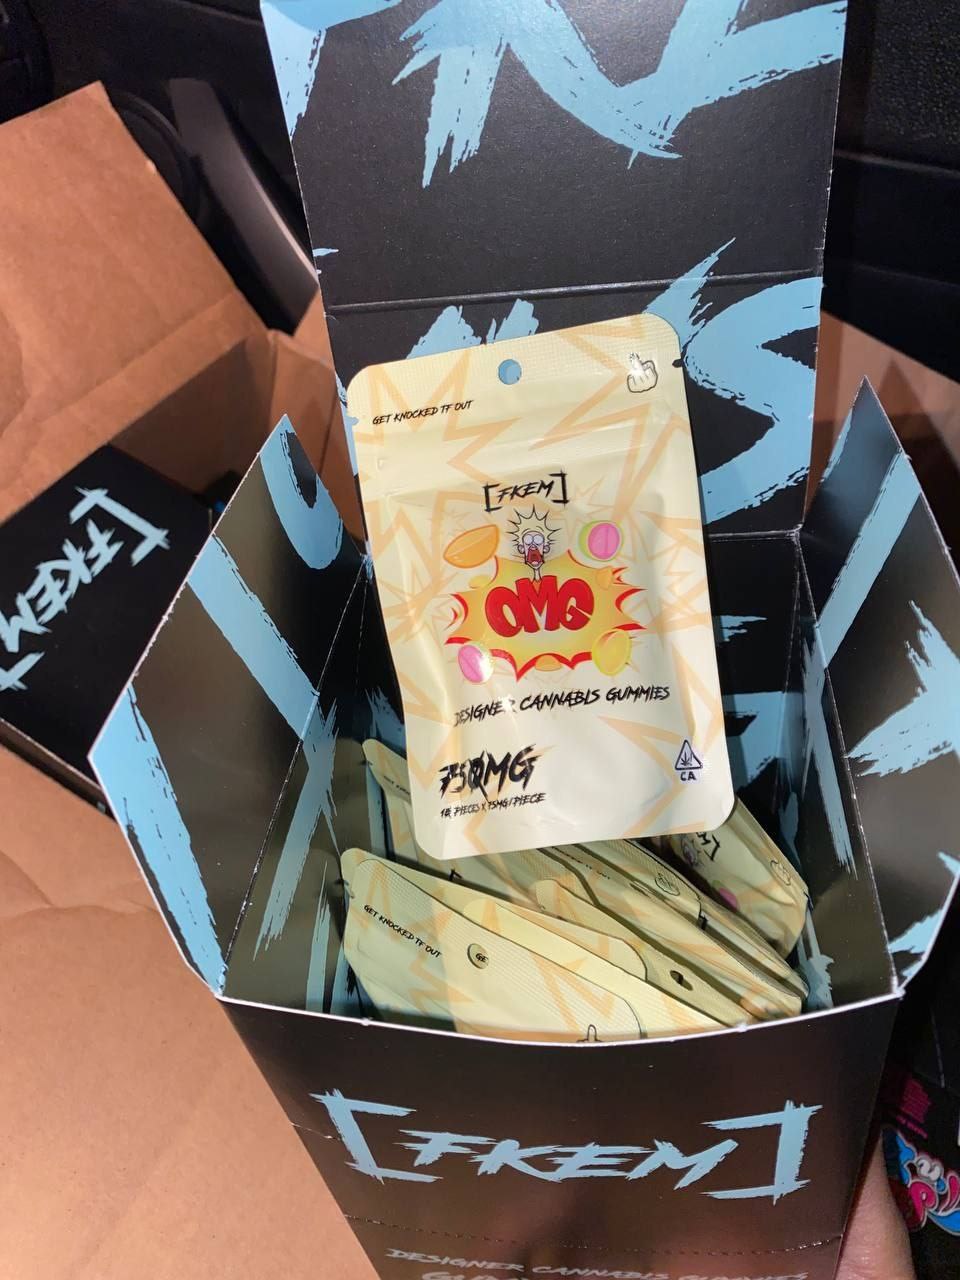 GET KNOCKED TF OUT
[FKEM]
OMG
DESIGNER CANNABIS GUMMIES
750MG
10 PIECES X 75MG/PIECE
CA
[FKEM]
GET KNOCKED TF OUT
[FKEM]
DESIGNER CANNABIS GUMMIES